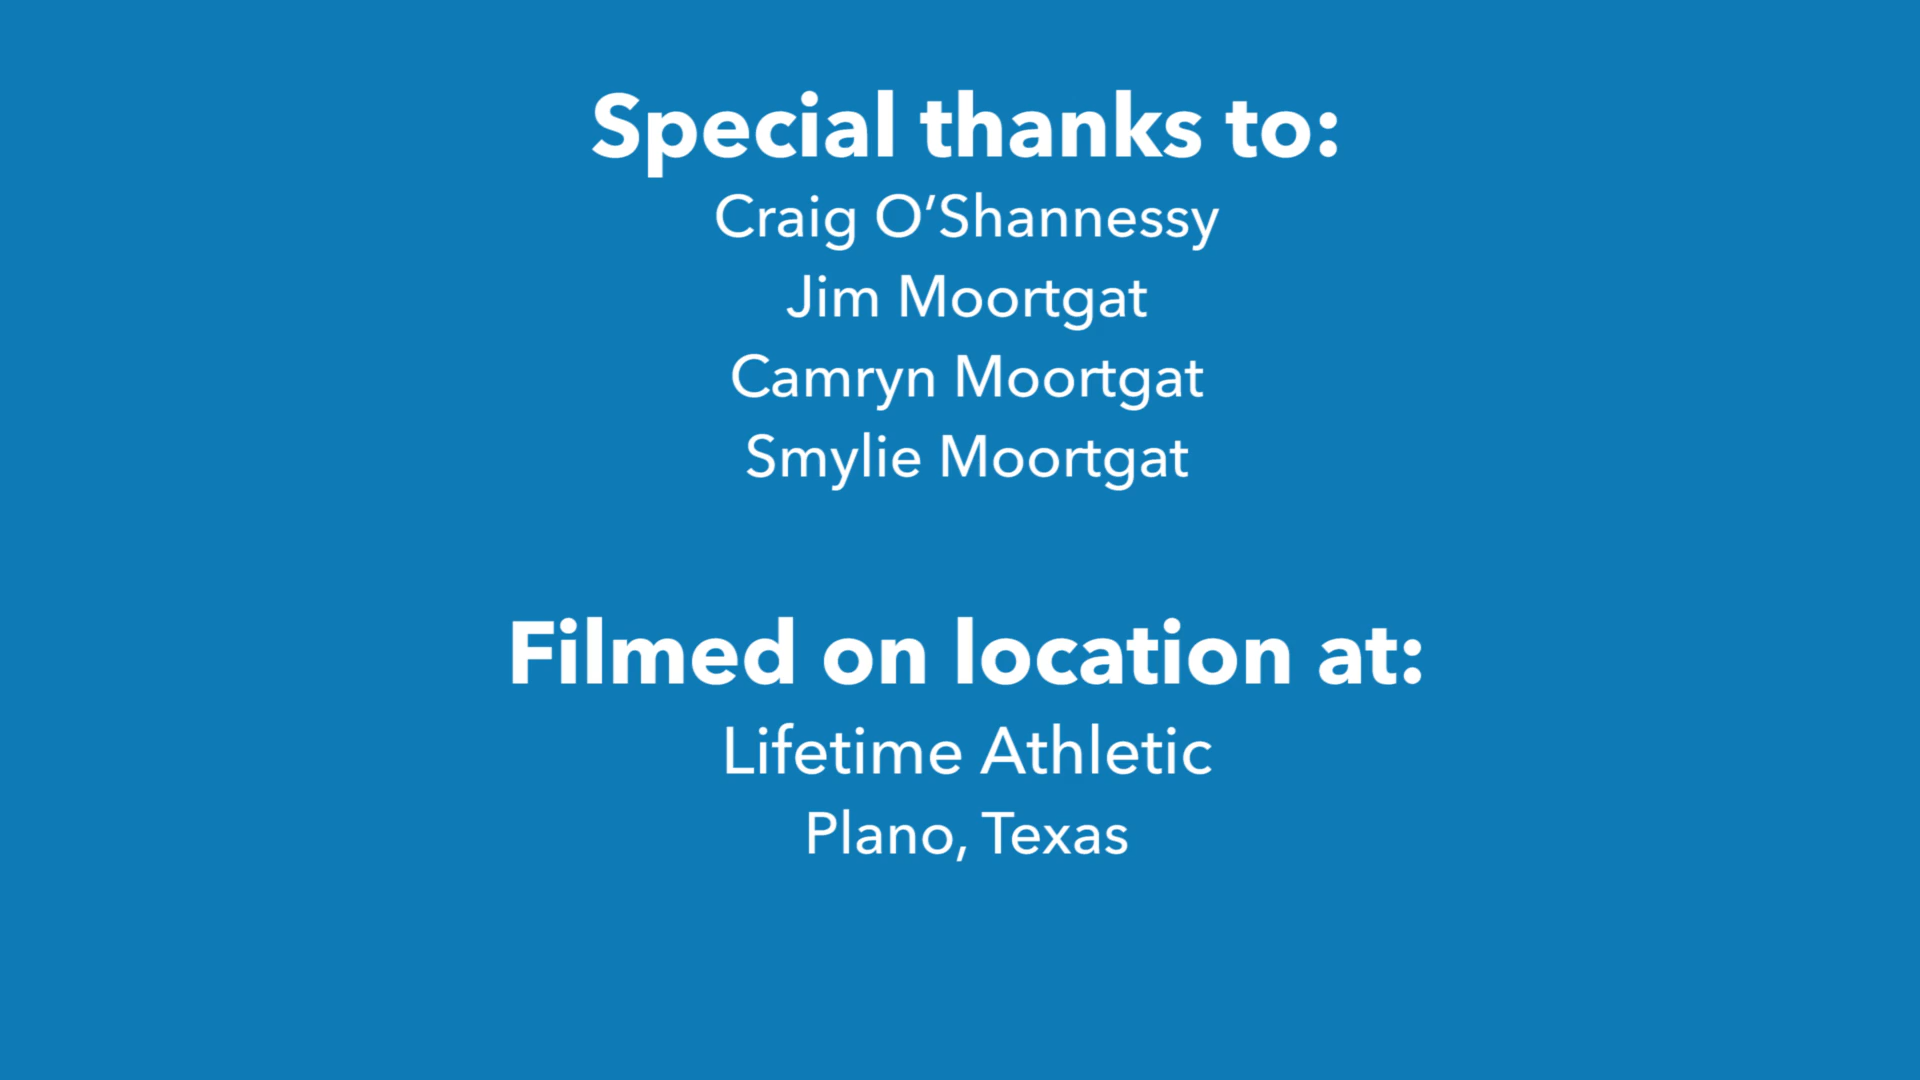 Special thanks to:
Craig O’Shannessy
Jim Moortgat
Camryn Moortgat
Smylie Moortgat
Filmed on location at:
Lifetime Athletic
Plano, Texas